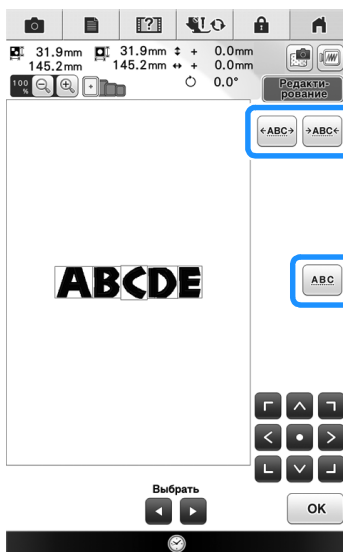 31.9mm 31.9mm + 0.0mm
145.2mm 145.2mm + 0.0mm
100 % 0.0°
Редакти-
рование
ABC ABC
ABCDE
ABC
Выбрать
OK